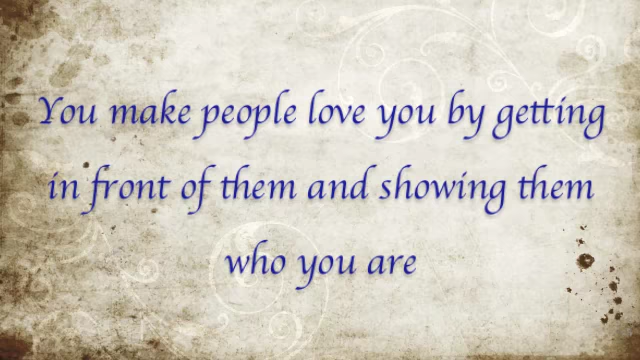 You make people love you by getting
in front of them and showing them
who you are